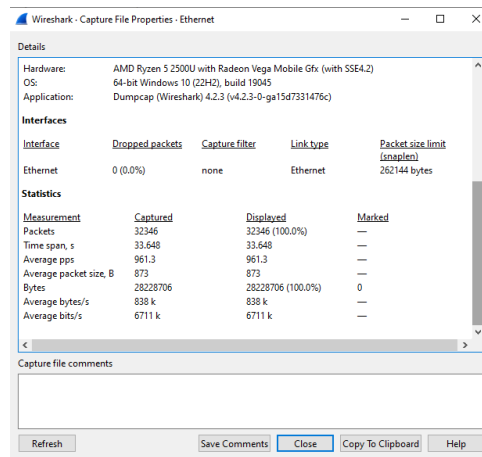 Wireshark · Capture File Properties · Ethernet
Details
Hardware: AMD Ryzen 5 2500U with Radeon Vega Mobile Gfx (with SSE4.2)
OS: 64-bit Windows 10 (22H2), build 19045
Application: Dumpcap (Wireshark) 4.2.3 (v4.2.3-0-ga15d7331476c)
Interfaces
Interface Dropped packets Capture filter Link type Packet size limit
(snaplen)
Ethernet 0 (0.0%) none Ethernet 262144 bytes
Statistics
Measurement Captured Displayed Marked
Packets 32346 32346 (100.0%) —
Time span, s 33.648 33.648 —
Average pps 961.3 961.3 —
Average packet size, B 873 873 —
Bytes 28228706 28228706 (100.0%) 0
Average bytes/s 838 k 838 k —
Average bits/s 6711 k 6711 k —
Capture file comments
Refresh Save Comments Close Copy To Clipboard Help